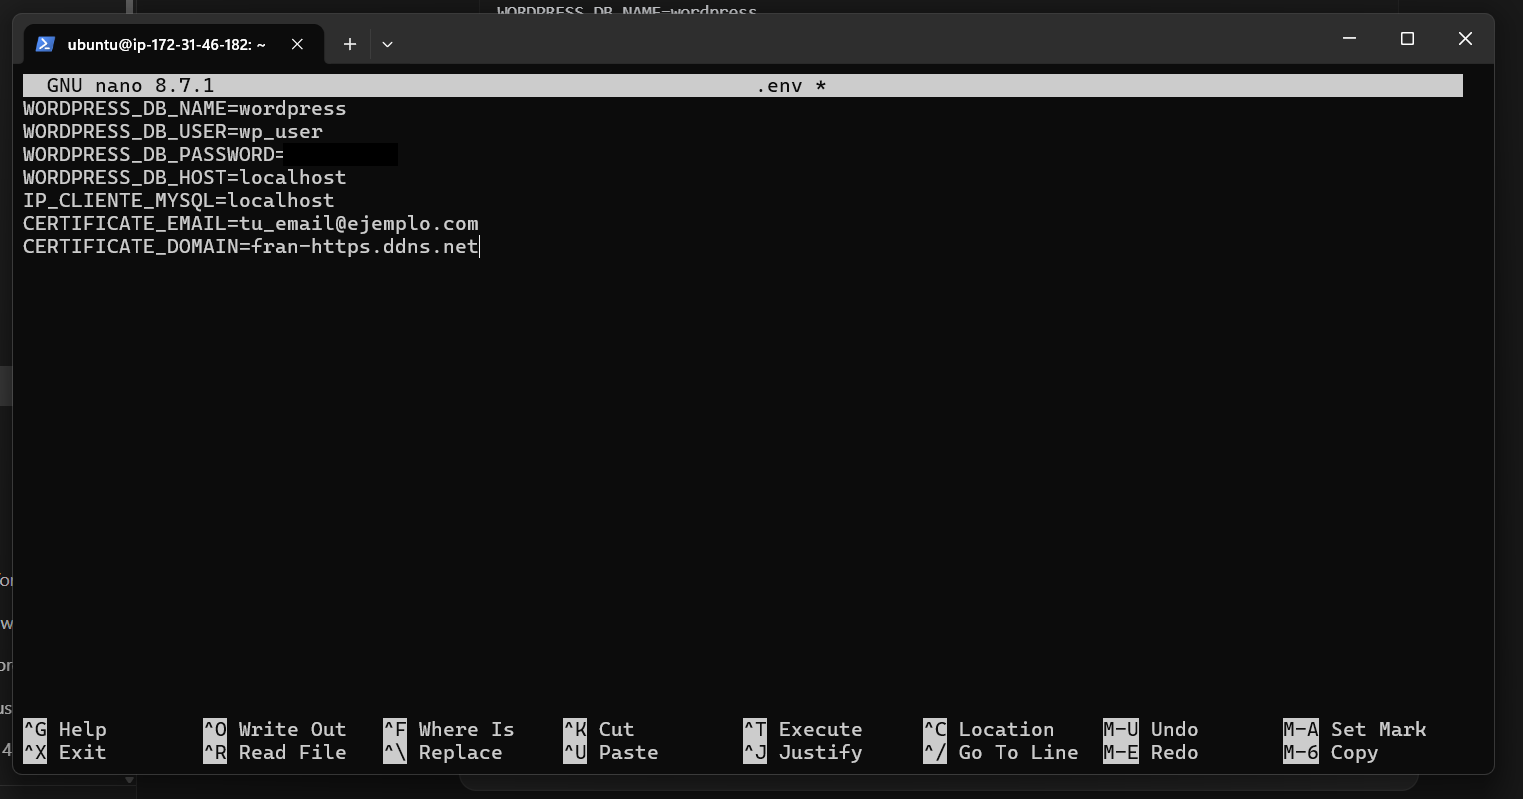 WORDPRESS_DB_NAME=wordpress
ubuntu@ip-172-31-46-182: ~
GNU nano 8.7.1 .env *
WORDPRESS_DB_NAME=wordpress
WORDPRESS_DB_USER=wp_user
WORDPRESS_DB_PASSWORD=
WORDPRESS_DB_HOST=localhost
IP_CLIENTE_MYSQL=localhost
CERTIFICATE_EMAIL=tu_email@ejemplo.com
CERTIFICATE_DOMAIN=fran-https.ddns.net
^G Help ^O Write Out ^F Where Is ^K Cut ^T Execute ^C Location M-U Undo M-A Set Mark
^X Exit ^R Read File ^\ Replace ^U Paste ^J Justify ^/ Go To Line M-E Redo M-6 Copy